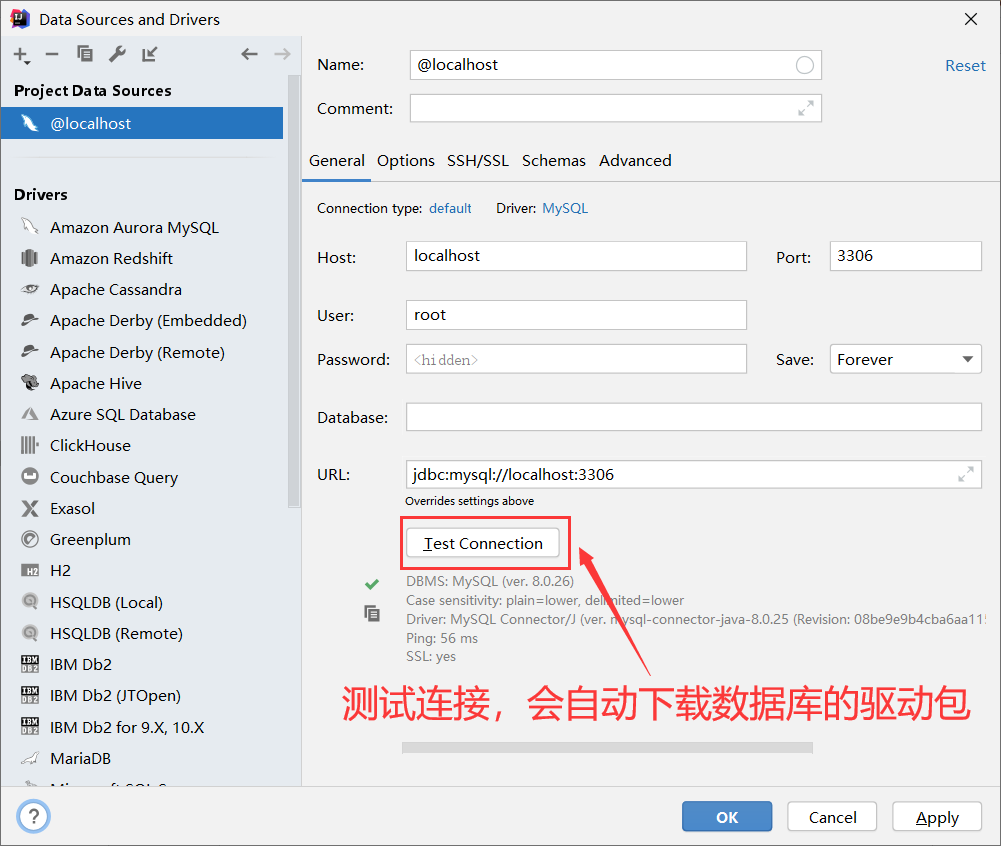 Data Sources and Drivers
Project Data Sources
@localhost
Drivers
Amazon Aurora MySQL
Amazon Redshift
Apache Cassandra
Apache Derby (Embedded)
Apache Derby (Remote)
Apache Hive
Azure SQL Database
ClickHouse
Couchbase Query
Exasol
Greenplum
H2
HSQLDB (Local)
HSQLDB (Remote)
IBM Db2
IBM Db2 (JTOpen)
IBM Db2 for 9.X, 10.X
MariaDB
Name: @localhost Reset
Comment:
General Options SSH/SSL Schemas Advanced
Connection type: default Driver: MySQL
Host: localhost Port: 3306
User: root
Password: <hidden> Save: Forever
Database:
URL: jdbc:mysql://localhost:3306
Overrides settings above
Test Connection
DBMS: MySQL (ver. 8.0.26)
Case sensitivity: plain=lower, delimited=lower
Driver: MySQL Connector/J (ver. mysql-connector-java-8.0.25 (Revision: 08be9e9b4cba6aa115
Ping: 56 ms
SSL: yes
测试连接，会自动下载数据库的驱动包
? OK Cancel Apply